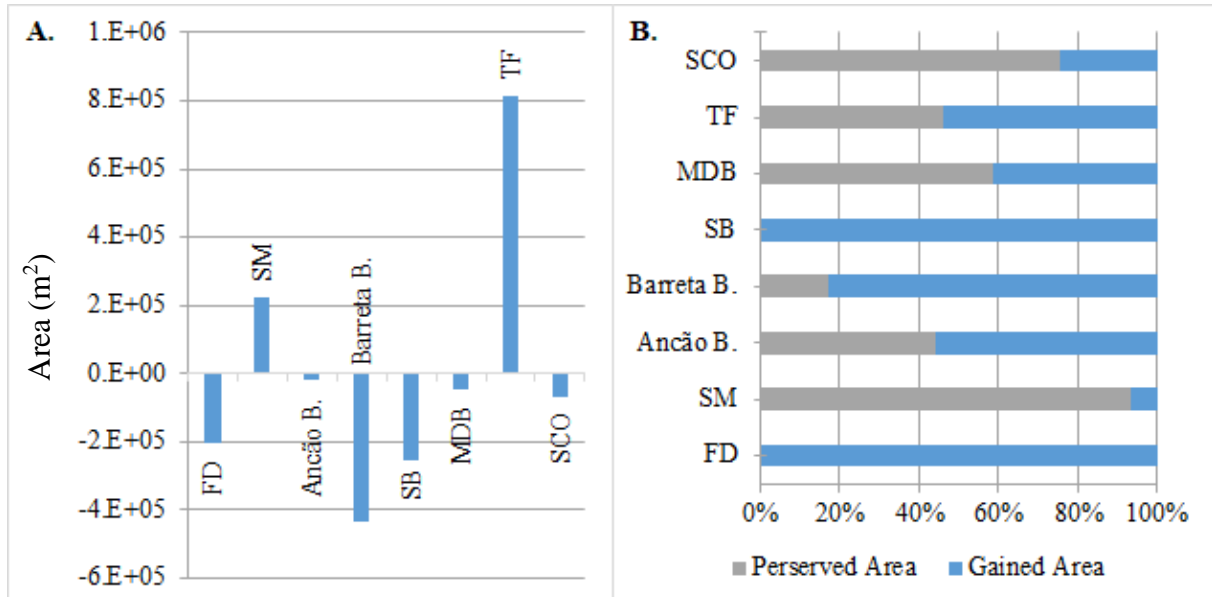 A.
1.E+06
8.E+05
6.E+05
4.E+05
2.E+05
0.E+00
-2.E+05
-4.E+05
-6.E+05
Area (m²)
FD
SM
Ancão B.
Barreta B.
SB
MDB
TF
SCO
B.
SCO
TF
MDB
SB
Barreta B.
Ancão B.
SM
FD
0% 20% 40% 60% 80% 100%
Perserved Area Gained Area